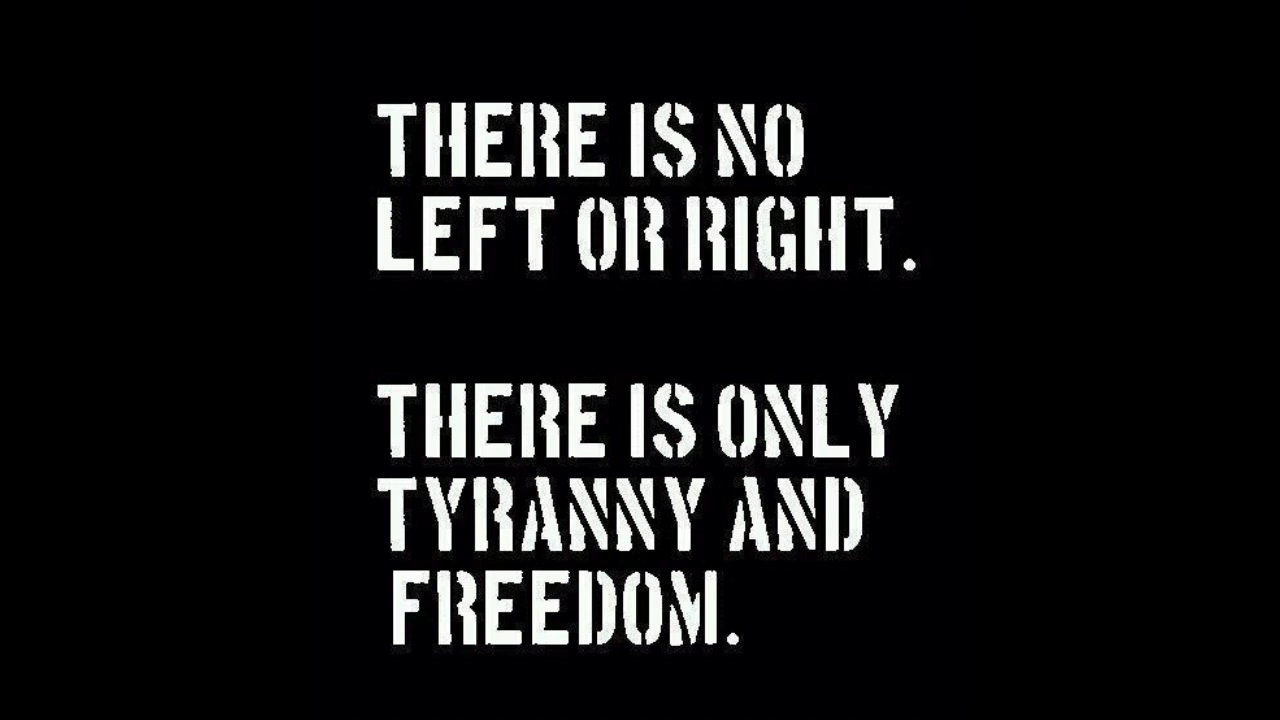 THERE IS NO
LEFT OR RIGHT.
THERE IS ONLY
TYRANNY AND
FREEDOM.